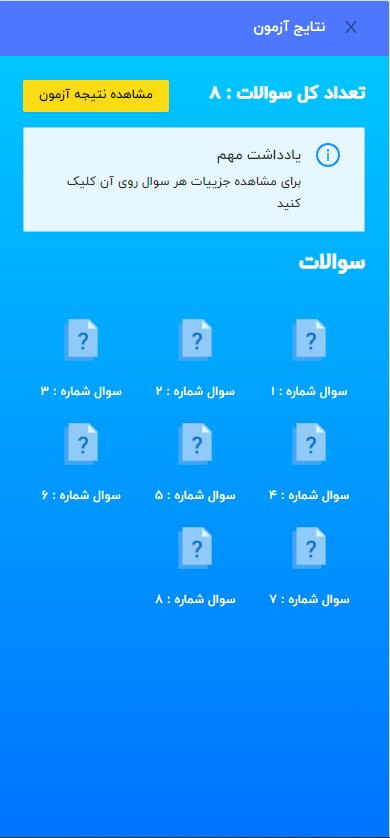 نتایج آزمون
تعداد کل سوالات : ۸
مشاهده نتیجه آزمون
یادداشت مهم
برای مشاهده جزییات هر سوال روی آن کلیک
کنید
سوالات
سوال شماره : ۱
سوال شماره : ۲
سوال شماره : ۳
سوال شماره : ۴
سوال شماره : ۵
سوال شماره : ۶
سوال شماره : ۷
سوال شماره : ۸